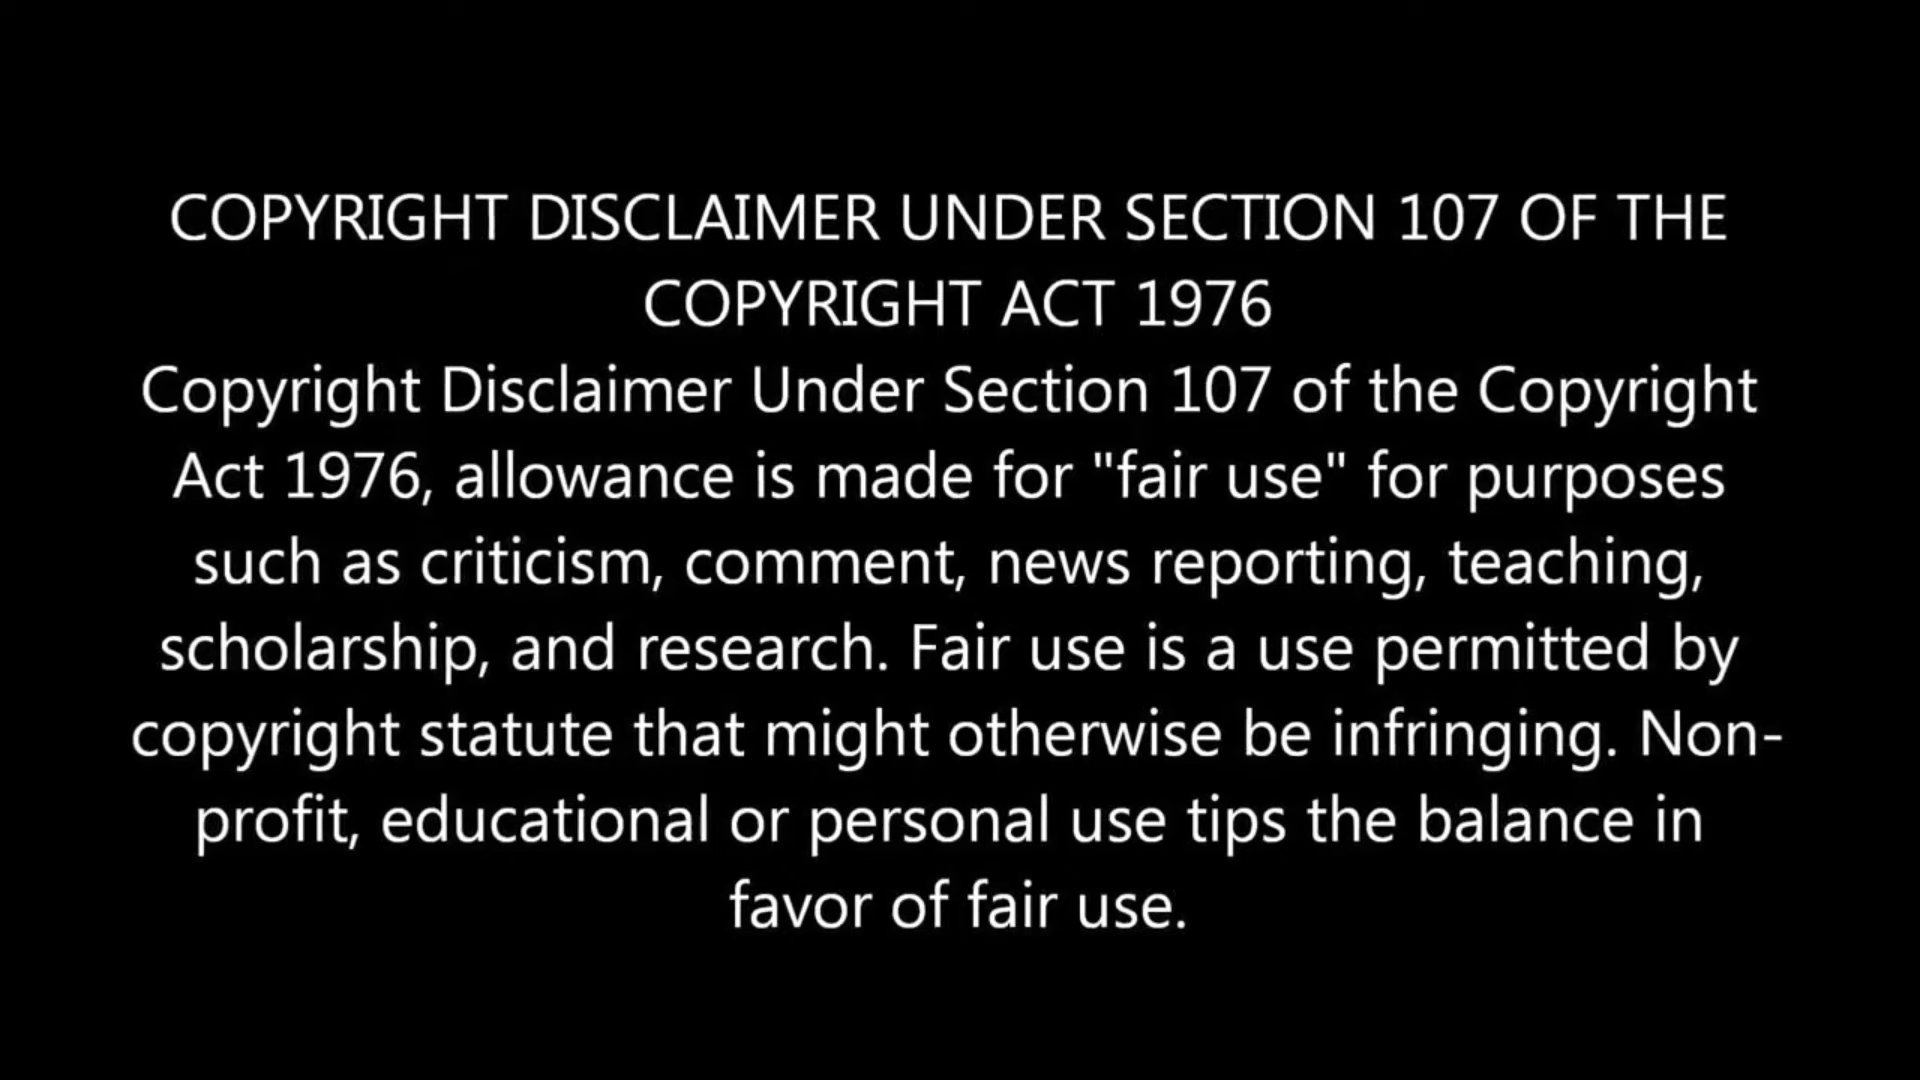 COPYRIGHT DISCLAIMER UNDER SECTION 107 OF THE
COPYRIGHT ACT 1976
Copyright Disclaimer Under Section 107 of the Copyright
Act 1976, allowance is made for "fair use" for purposes
such as criticism, comment, news reporting, teaching,
scholarship, and research. Fair use is a use permitted by
copyright statute that might otherwise be infringing. Non-
profit, educational or personal use tips the balance in
favor of fair use.